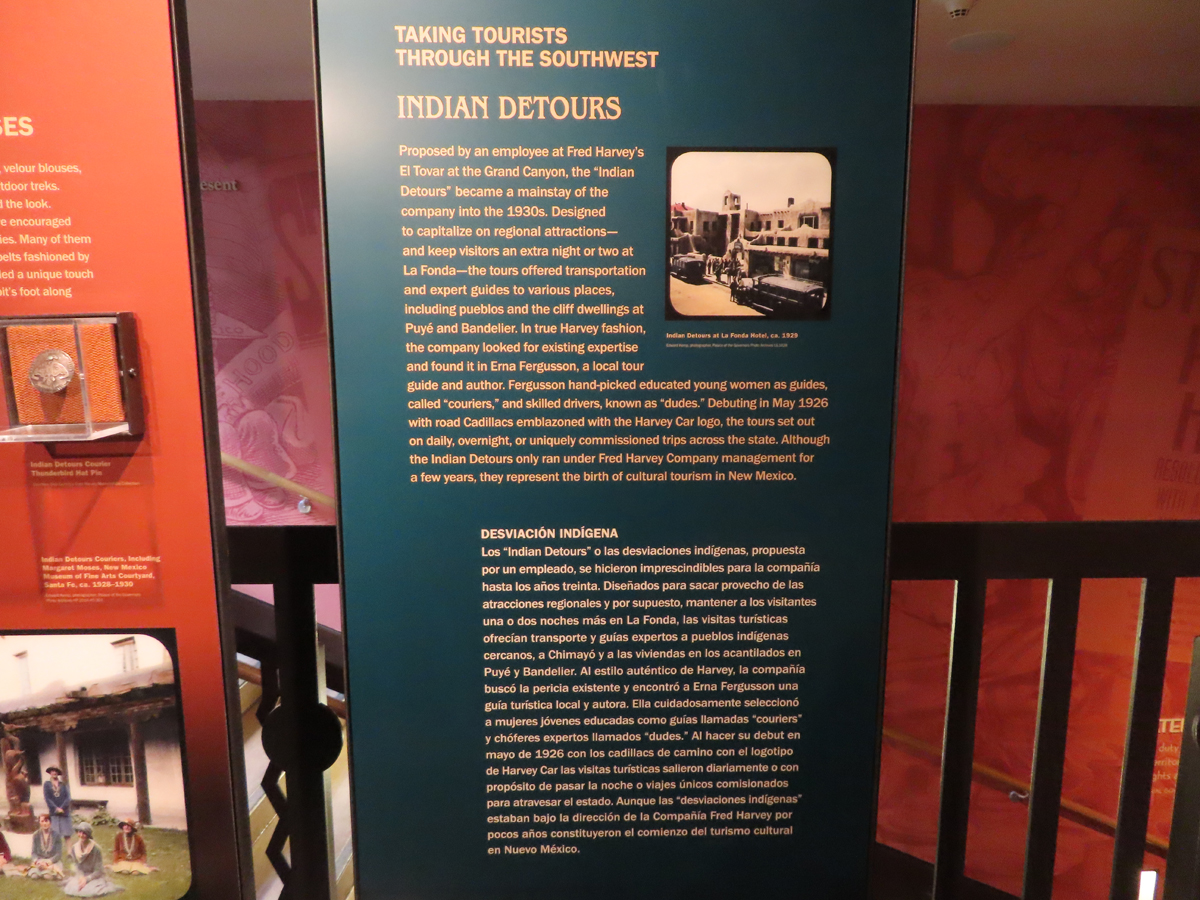 SES
, velour blouses,
tdoor treks.
d the look.
re encouraged
ies. Many of them
belts fashioned by
ied a unique touch
bit's foot along
Indian Detours Courier
Thunderbird Hat Pin
Indian Detours Couriers, Including
Margaret Moses, New Mexico
Museum of Fine Arts Courtyard,
Santa Fe, ca. 1928–1930
esent
TAKING TOURISTS
THROUGH THE SOUTHWEST
INDIAN DETOURS
Proposed by an employee at Fred Harvey's
El Tovar at the Grand Canyon, the "Indian
Detours" became a mainstay of the
company into the 1930s. Designed
to capitalize on regional attractions—
and keep visitors an extra night or two at
La Fonda—the tours offered transportation
and expert guides to various places,
including pueblos and the cliff dwellings at
Puyé and Bandelier. In true Harvey fashion,
the company looked for existing expertise
and found it in Erna Fergusson, a local tour
guide and author. Fergusson hand-picked educated young women as guides,
called "couriers," and skilled drivers, known as "dudes." Debuting in May 1926
with road Cadillacs emblazoned with the Harvey Car logo, the tours set out
on daily, overnight, or uniquely commissioned trips across the state. Although
the Indian Detours only ran under Fred Harvey Company management for
a few years, they represent the birth of cultural tourism in New Mexico.
Indian Detours at La Fonda Hotel, ca. 1929
DESVIACIÓN INDÍGENA
Los "Indian Detours" o las desviaciones indígenas, propuesta
por un empleado, se hicieron imprescindibles para la compañía
hasta los años treinta. Diseñados para sacar provecho de las
atracciones regionales y por supuesto, mantener a los visitantes
una o dos noches más en La Fonda, las visitas turísticas
ofrecían transporte y guías expertos a pueblos indígenas
cercanos, a Chimayó y a las viviendas en los acantilados en
Puyé y Bandelier. Al estilo auténtico de Harvey, la compañía
buscó la pericia existente y encontró a Erna Fergusson una
guía turística local y autora. Ella cuidadosamente seleccionó
a mujeres jóvenes educadas como guías llamadas "couriers"
y chóferes expertos llamados "dudes." Al hacer su debut en
mayo de 1926 con los cadillacs de camino con el logotipo
de Harvey Car las visitas turísticas salieron diariamente o con
propósito de pasar la noche o viajes únicos comisionados
para atravesar el estado. Aunque las "desviaciones indígenas"
estaban bajo la dirección de la Compañía Fred Harvey por
pocos años constituyeron el comienzo del turismo cultural
en Nuevo México.